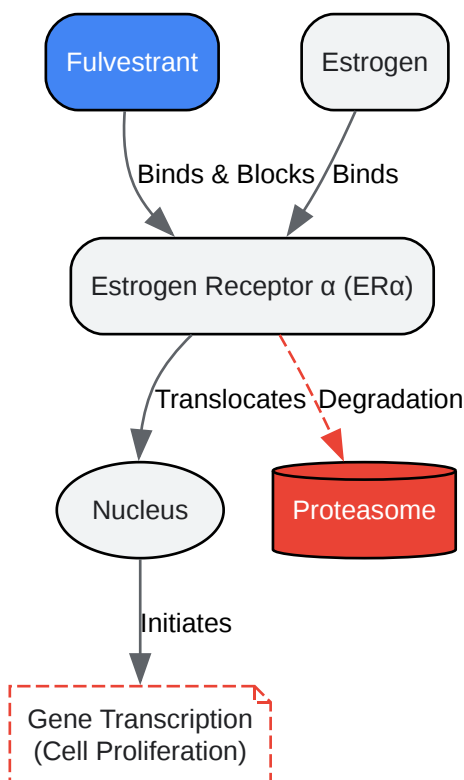 Fulvestrant
Estrogen
Binds & Blocks
Binds
Estrogen Receptor α (ERα)
Translocates
Degradation
Nucleus
Proteasome
Initiates
Gene Transcription
(Cell Proliferation)